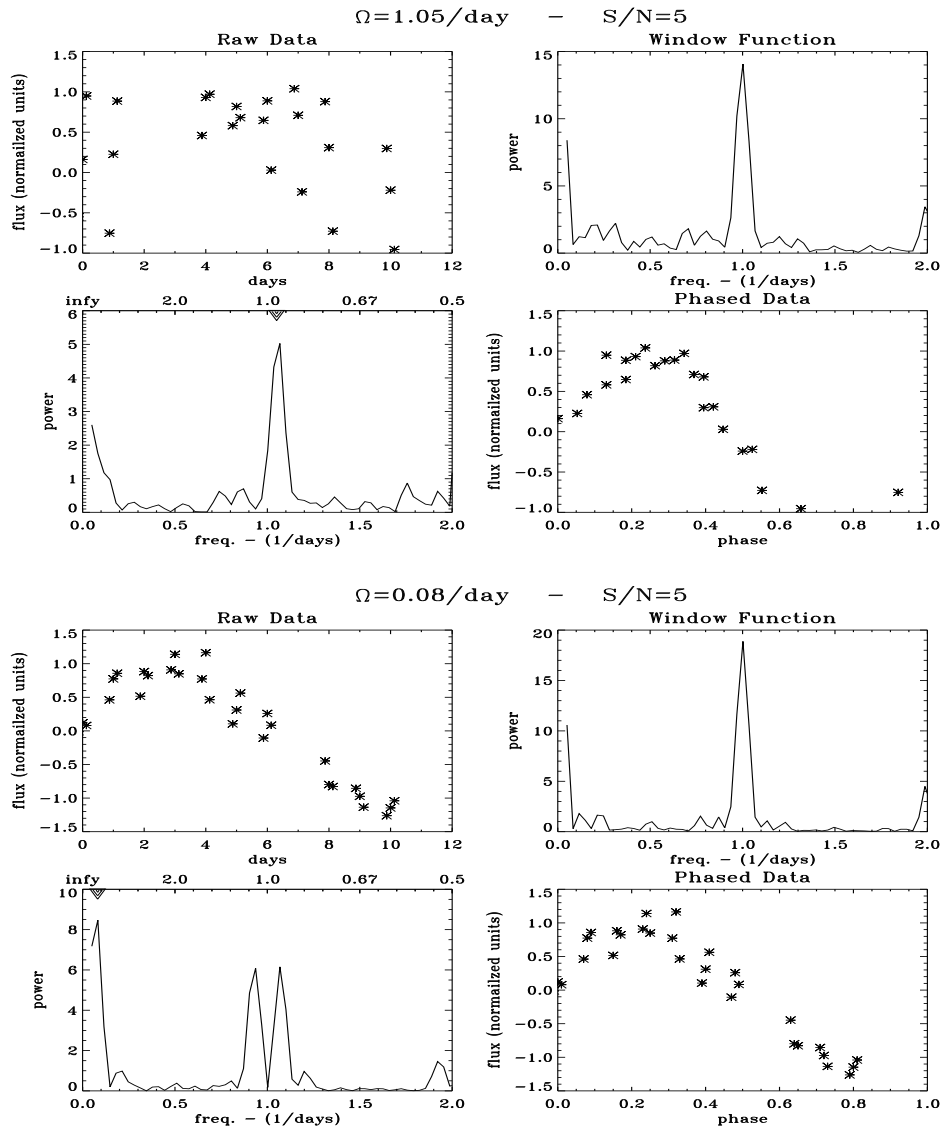 Ω=1.05/day − S/N=5
Raw Data
flux (normailzed units)
1.5
1.0
0.5
0.0
−0.5
−1.0
0 2 4 6 8 10 12
days
Window Function
power
15
10
5
0
0.0 0.5 1.0 1.5 2.0
freq. − (1/days)
infy 2.0 1.0 0.67 0.5
power
6
5
4
3
2
1
0
0.0 0.5 1.0 1.5 2.0
freq. − (1/days)
Phased Data
flux (normailzed units)
1.5
1.0
0.5
0.0
−0.5
−1.0
0.0 0.2 0.4 0.6 0.8 1.0
phase
Ω=0.08/day − S/N=5
Raw Data
flux (normailzed units)
1.5
1.0
0.5
0.0
−0.5
−1.0
−1.5
0 2 4 6 8 10 12
days
Window Function
power
20
15
10
5
0
0.0 0.5 1.0 1.5 2.0
freq. − (1/days)
infy 2.0 1.0 0.67 0.5
power
10
8
6
4
2
0
0.0 0.5 1.0 1.5 2.0
freq. − (1/days)
Phased Data
flux (normailzed units)
1.5
1.0
0.5
0.0
−0.5
−1.0
−1.5
0.0 0.2 0.4 0.6 0.8 1.0
phase